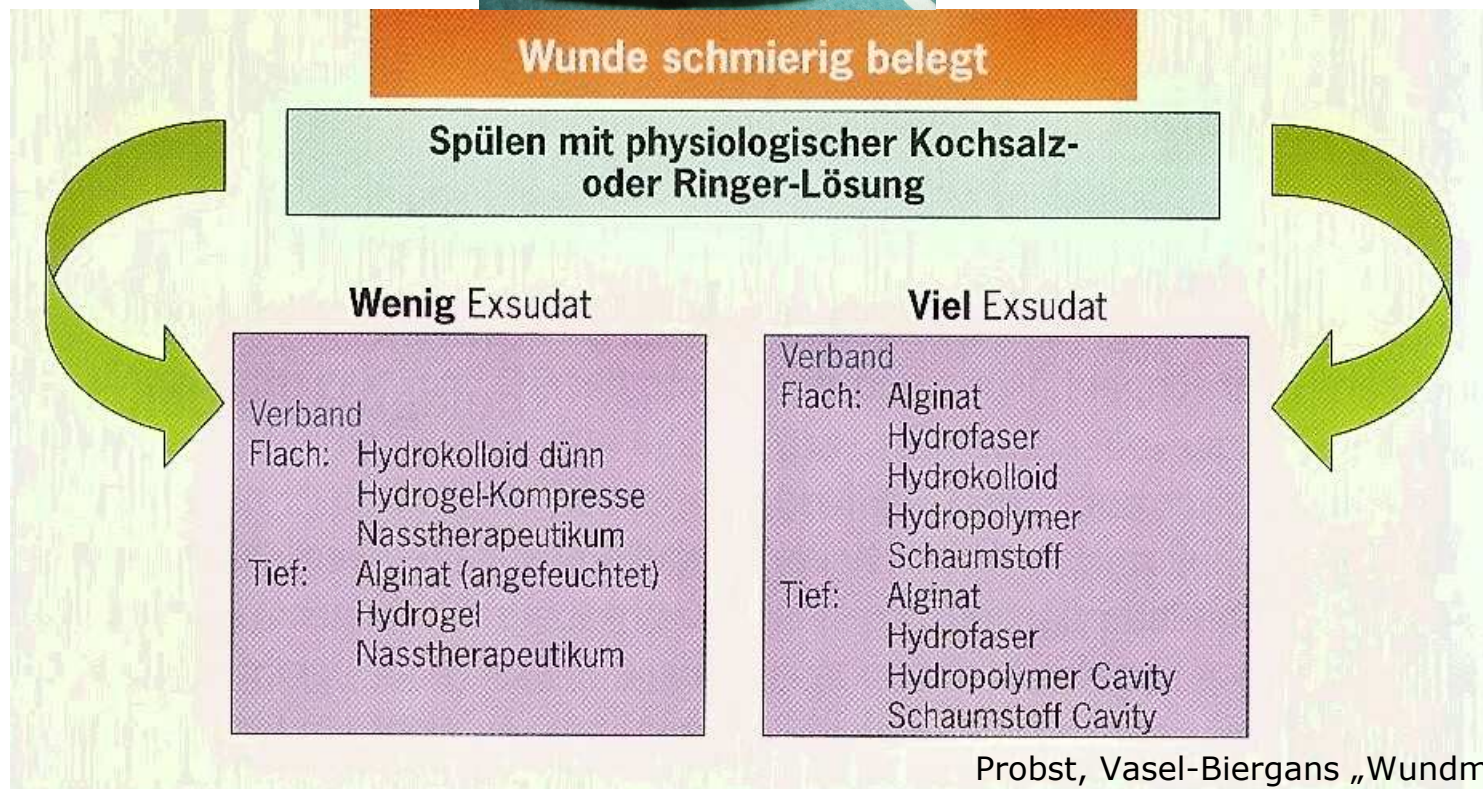 Wunde schmierig belegt
Spülen mit physiologischer Kochsalz-
oder Ringer-Lösung
Wenig Exsudat
Verband
Flach: Hydrokolloid dünn
Hydrogel-Kompresse
Nasstherapeutikum
Tief: Alginat (angefeuchtet)
Hydrogel
Nasstherapeutikum
Viel Exsudat
Verband
Flach: Alginat
Hydrofaser
Hydrokolloid
Hydropolymer
Schaumstoff
Tief: Alginat
Hydrofaser
Hydropolymer Cavity
Schaumstoff Cavity
Probst, Vasel-Biergans